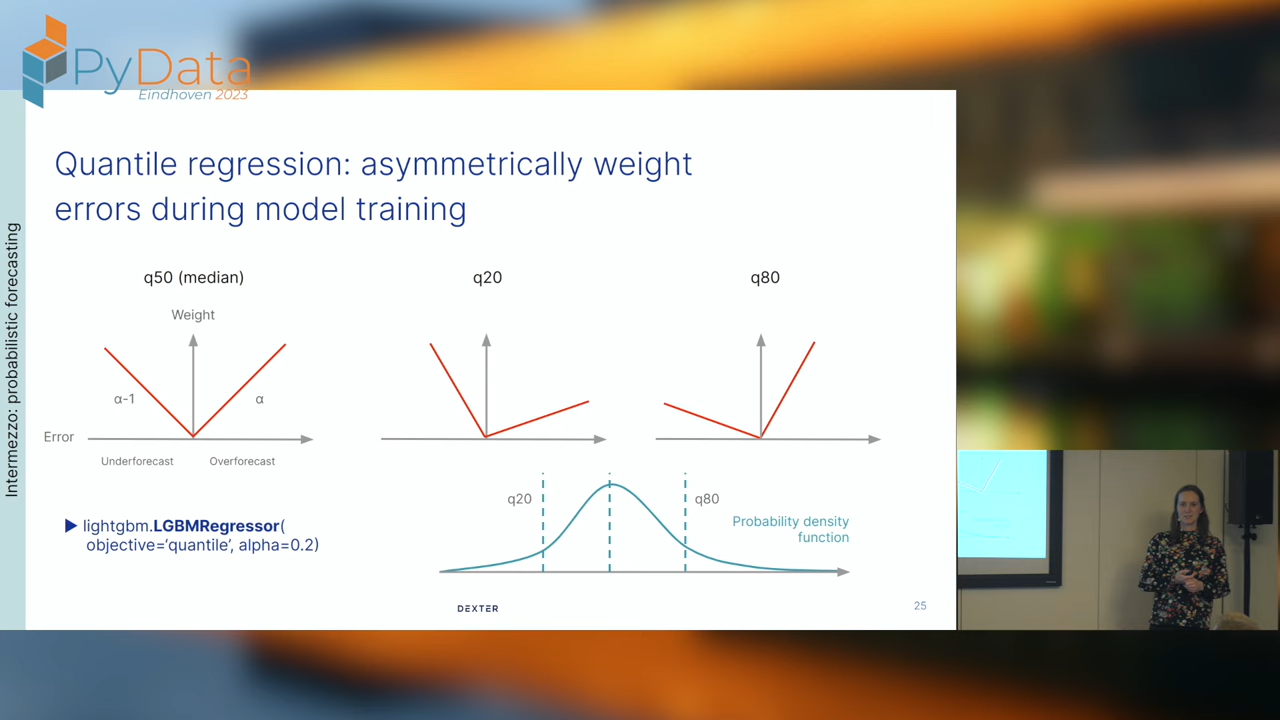 PyData
Eindhoven 2023
Intermezzo: probabilistic forecasting
Quantile regression: asymmetrically weight
errors during model training
q50 (median)
q20
q80
Weight
α-1
α
Error
Underforecast
Overforecast
q20
q80
Probability density
function
▶ lightgbm.LGBMRegressor(
objective=‘quantile’, alpha=0.2)
DEXTER
25